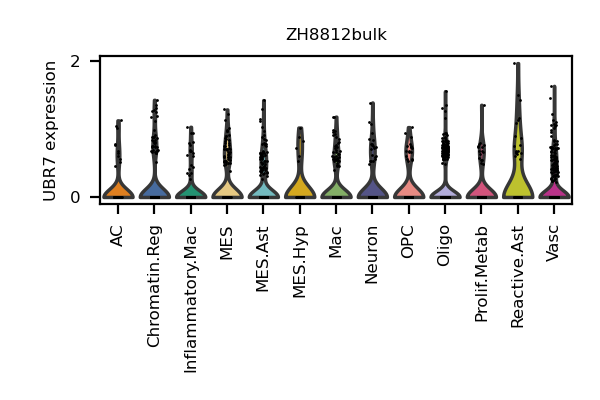 ZH8812bulk
UBR7 expression
2
0
AC
Chromatin.Reg
Inflammatory.Mac
MES
MES.Ast
MES.Hyp
Mac
Neuron
OPC
Oligo
Prolif.Metab
Reactive.Ast
Vasc